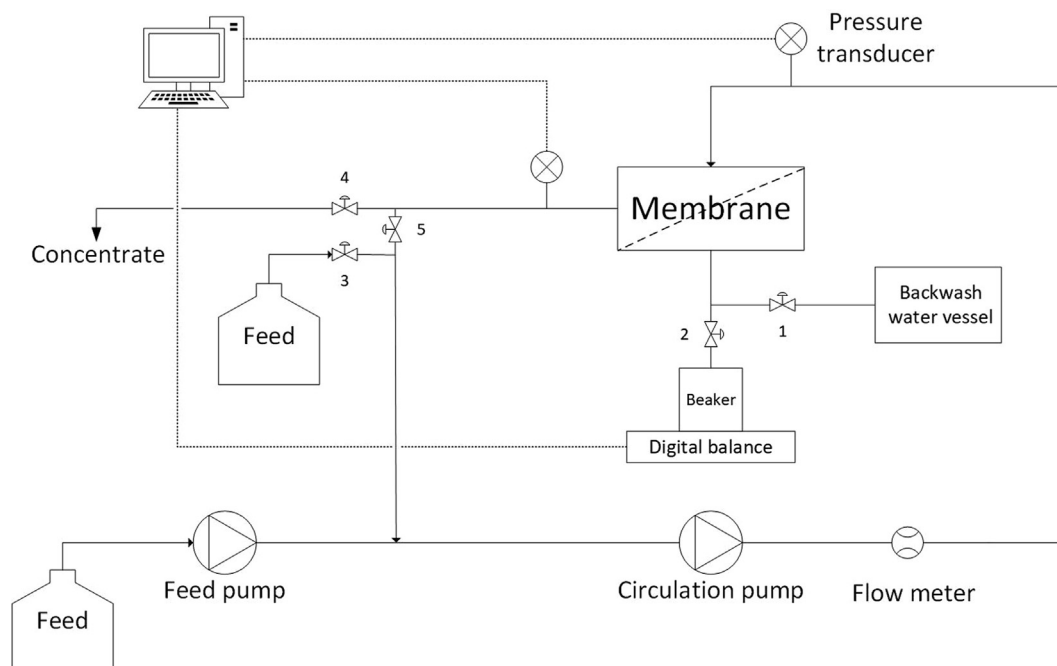 Pressure
transducer
4
Membrane
5
Concentrate
3
Backwash
water vessel
Feed
2
1
Beaker
Digital balance
Feed pump
Circulation pump
Flow meter
Feed